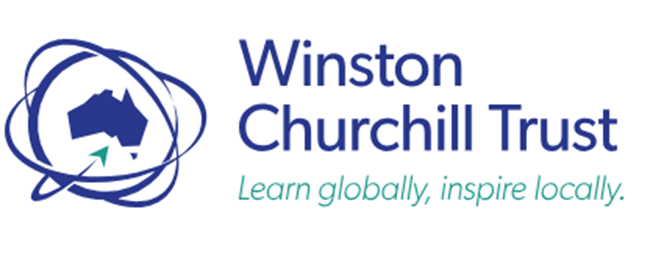 Winston
Churchill Trust
Learn globally, inspire locally.